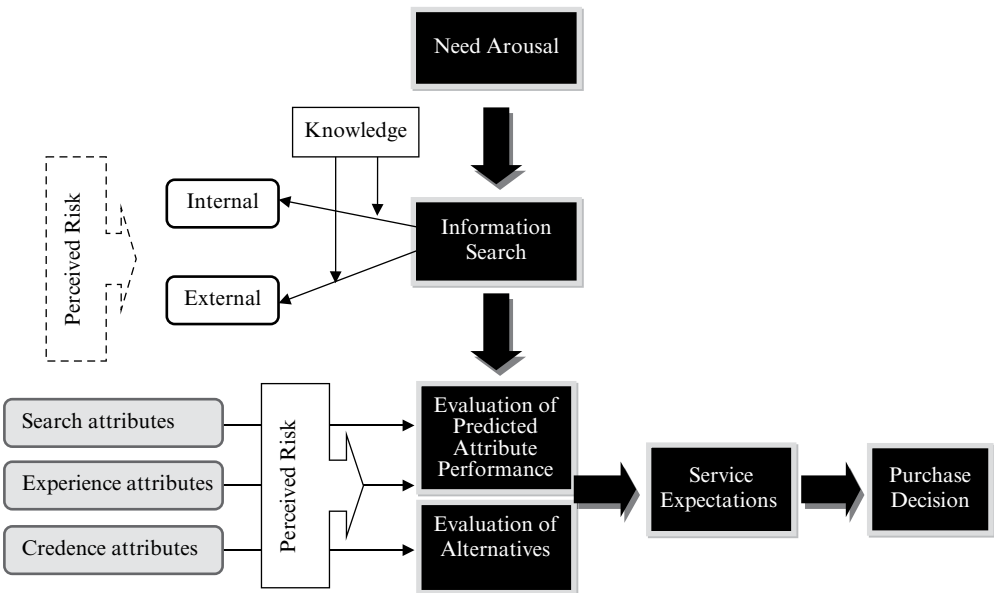 Need Arousal
Knowledge
Perceived Risk
Internal
Information
Search
External
Search attributes
Experience attributes
Credence attributes
Perceived Risk
Evaluation of
Predicted
Attribute
Performance
Evaluation of
Alternatives
Service
Expectations
Purchase
Decision